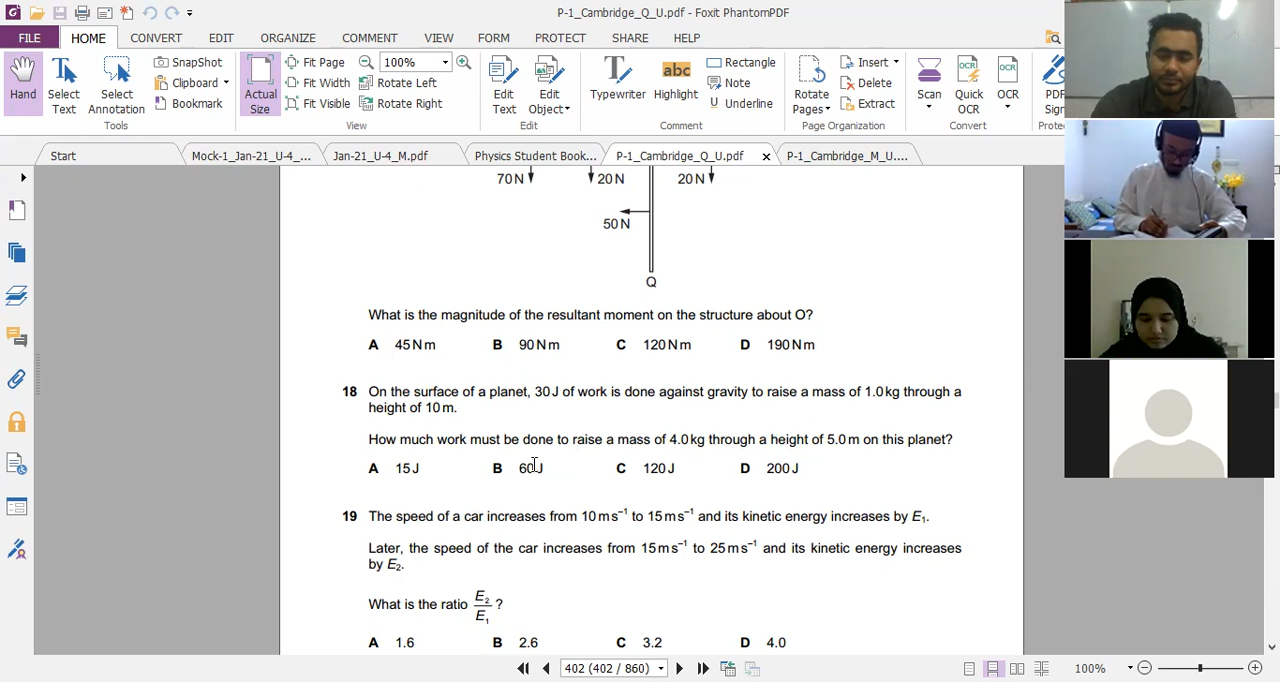 P-1_Cambridge_Q_U.pdf - Foxit PhantomPDF
FILE HOME CONVERT EDIT ORGANIZE COMMENT VIEW FORM PROTECT SHARE HELP
SnapShot Fit Page 100% Rectangle Insert
Clipboard Fit Width Rotate Left Note Delete
Hand Select Text Select Annotation Bookmark Actual Size Fit Visible Rotate Right Edit Text Edit Object Typewriter Highlight Underline Rotate Pages Extract Scan Quick OCR OCR PDF Sign
Tools View Edit Comment Page Organization Convert Prote
Start Mock-1_Jan-21_U-4_... Jan-21_U-4_M.pdf Physics Student Book... P-1_Cambridge_Q_U.pdf P-1_Cambridge_M_U....
70 N 20 N 20 N
50 N
Q
What is the magnitude of the resultant moment on the structure about O?
A 45 N m B 90 N m C 120 N m D 190 N m
18 On the surface of a planet, 30 J of work is done against gravity to raise a mass of 1.0 kg through a
height of 10 m.
How much work must be done to raise a mass of 4.0 kg through a height of 5.0 m on this planet?
A 15 J B 60 J C 120 J D 200 J
19 The speed of a car increases from 10 m s⁻¹ to 15 m s⁻¹ and its kinetic energy increases by E₁.
Later, the speed of the car increases from 15 m s⁻¹ to 25 m s⁻¹ and its kinetic energy increases
by E₂.
What is the ratio E₂/E₁ ?
A 1.6 B 2.6 C 3.2 D 4.0
402 (402 / 860) 100%